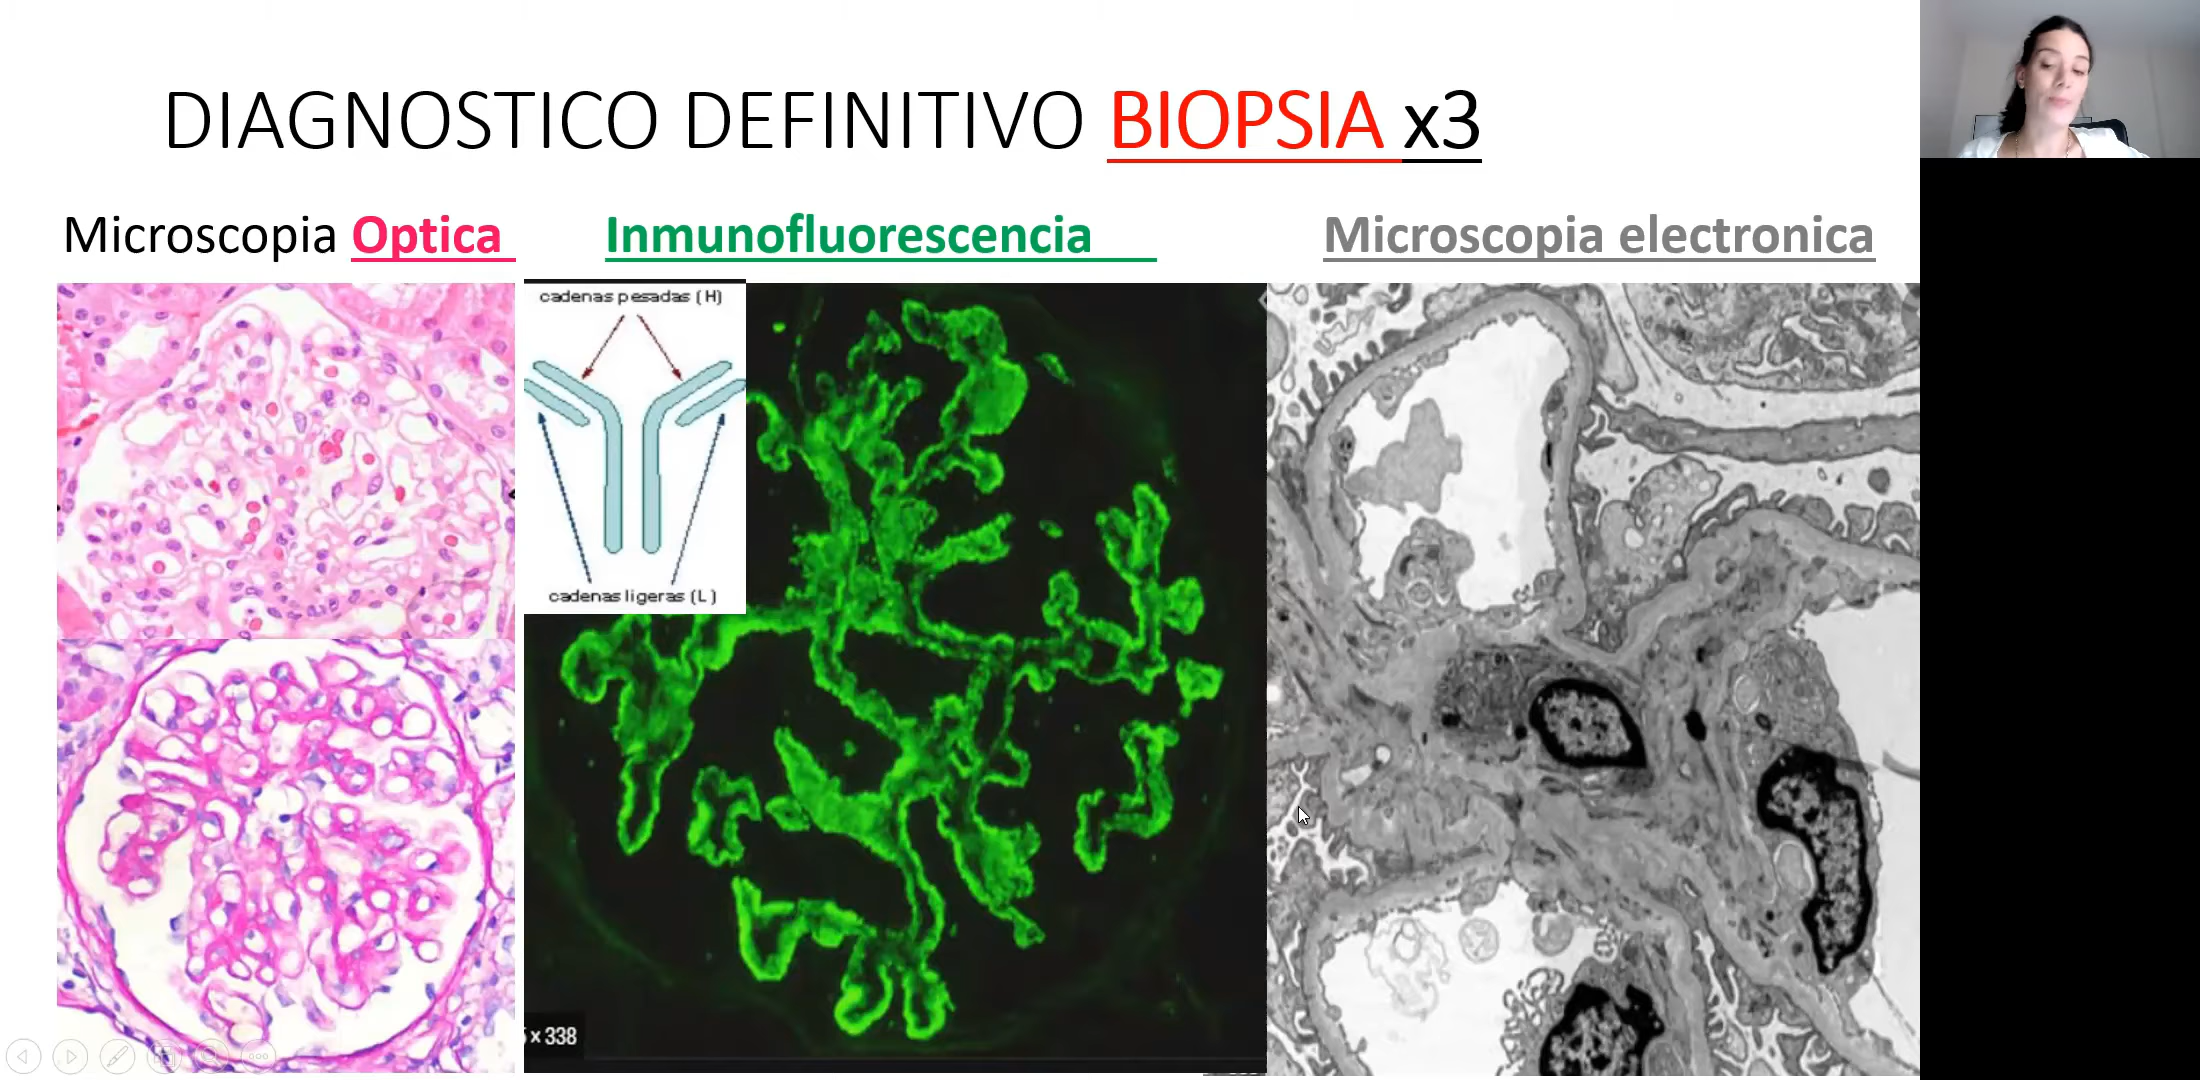 DIAGNOSTICO DEFINITIVO BIOPSIA x3
Microscopia Optica
Inmunofluorescencia
Microscopia electronica
cadenas pesadas (H)
cadenas ligeras (L)
x 338